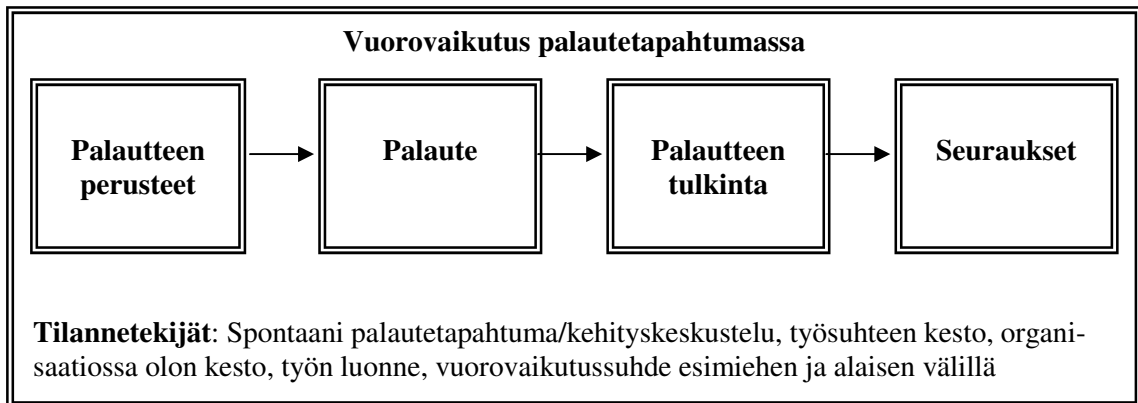 Vuorovaikutus palautetapahtumassa
Palautteen
perusteet
Palaute
Palautteen
tulkinta
Seuraukset
Tilannetekijät: Spontaani palautetapahtuma/kehityskeskustelu, työsuhteen kesto, organi-
saatiossa olon kesto, työn luonne, vuorovaikutussuhde esimiehen ja alaisen välillä